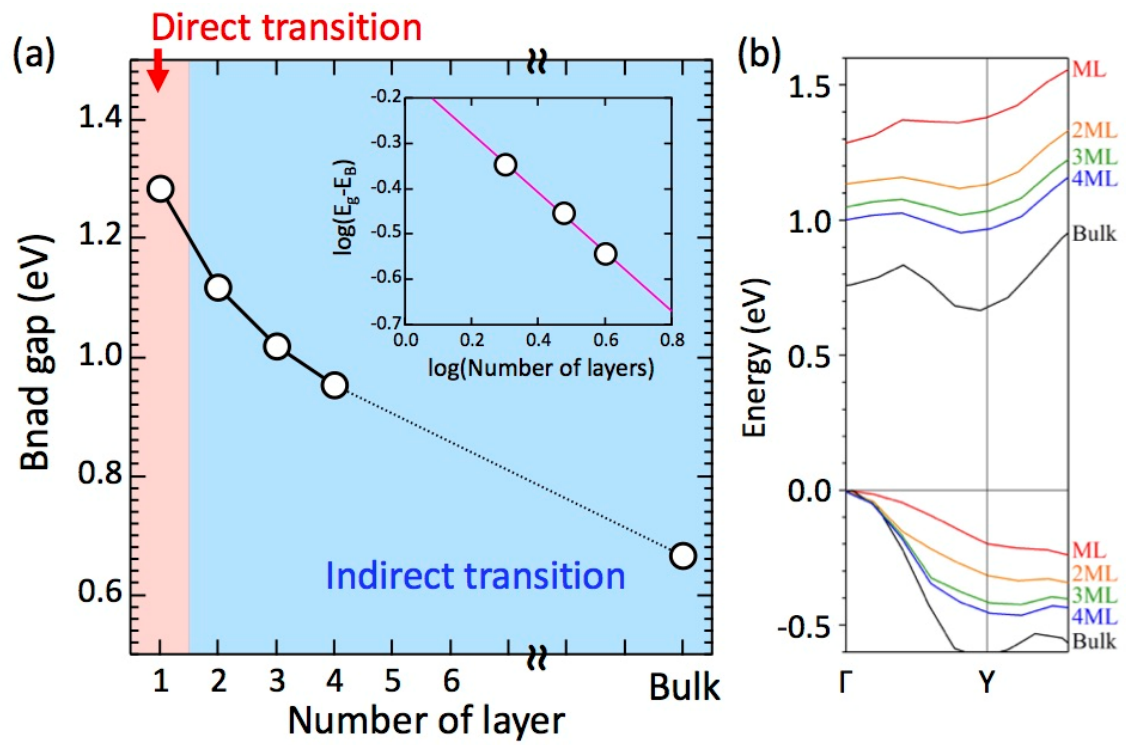 Direct transition
(a)
Bnad gap (eV)
1.4
1.2
1.0
0.8
0.6
log(E_g-E_B)
-0.2
-0.3
-0.4
-0.5
-0.6
-0.7
0.0 0.2 0.4 0.6 0.8
log(Number of layers)
Indirect transition
1 2 3 4 5 6 Bulk
Number of layer
(b)
Energy (eV)
1.5
1.0
0.5
0.0
-0.5
ML
2ML
3ML
4ML
Bulk
ML
2ML
3ML
4ML
Bulk
Γ Y